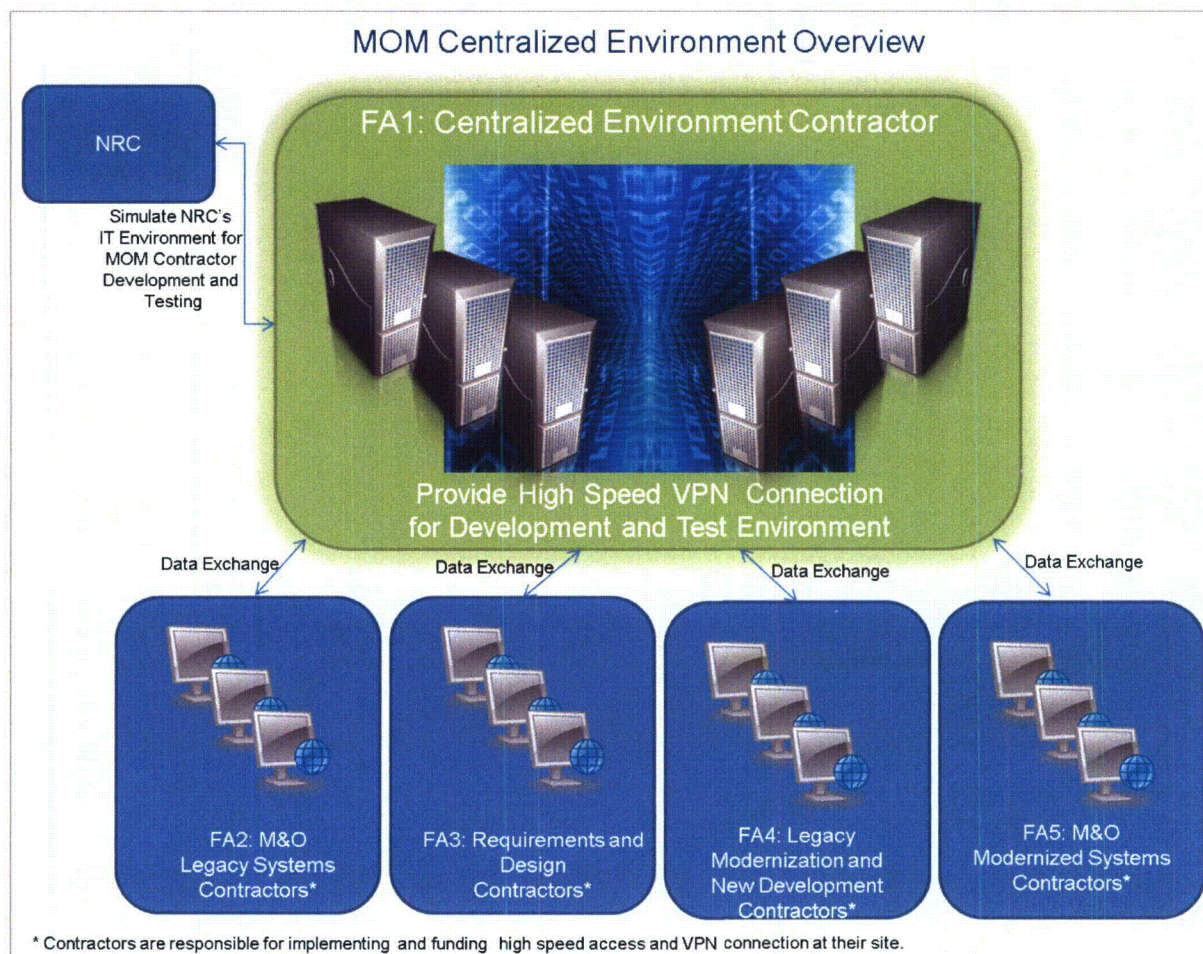 MOM Centralized Environment Overview
NRC
Simulate NRC's
IT Environment for
MOM Contractor
Development and
Testing
FA1: Centralized Environment Contractor
Provide High Speed VPN Connection
for Development and Test Environment
Data Exchange
Data Exchange
Data Exchange
Data Exchange
FA2: M&O
Legacy Systems
Contractors*
FA3: Requirements and
Design
Contractors*
FA4: Legacy
Modernization and
New Development
Contractors*
FA5: M&O
Modernized Systems
Contractors*
* Contractors are responsible for implementing and funding high speed access and VPN connection at their site.